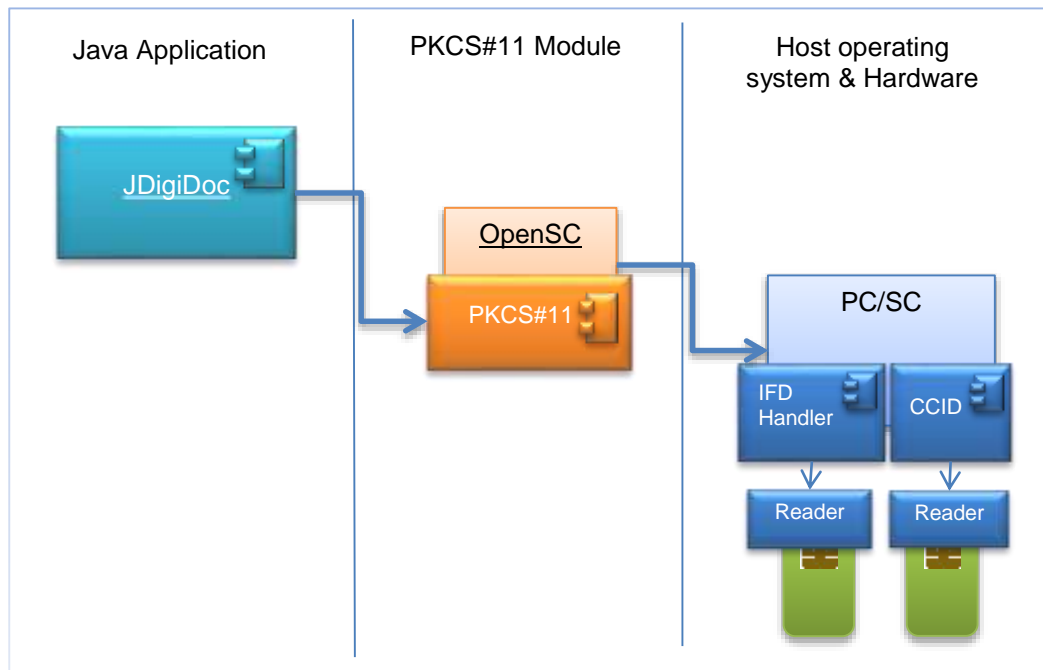 Java Application
PKCS#11 Module
Host operating
system & Hardware
JDigiDoc
OpenSC
PKCS#11
PC/SC
IFD
Handler
CCID
Reader
Reader